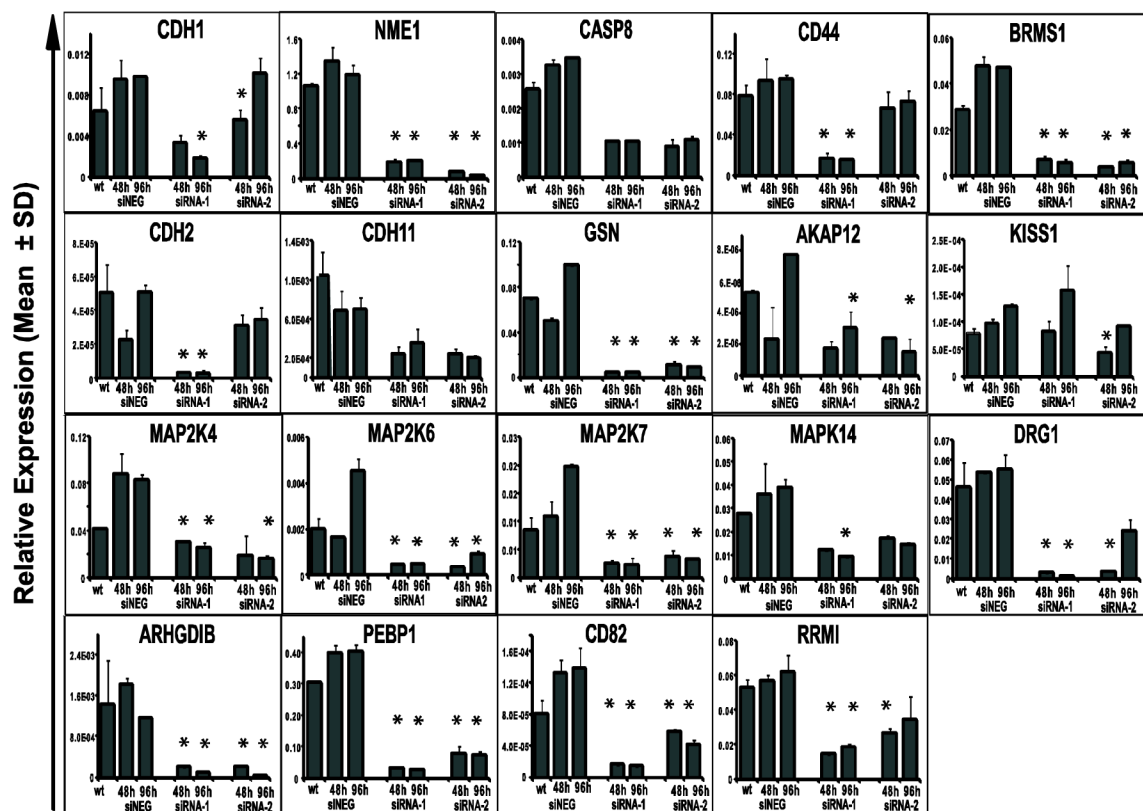 Relative Expression (Mean ± SD)
CDH1
0.012
0.008
0.004
0
wt 48h 96h 48h 96h 48h 96h
siNEG siRNA-1 siRNA-2
* * *
NME1
1.6
1.2
0.8
0.4
0
wt 48h 96h 48h 96h 48h 96h
siNEG siRNA-1 siRNA-2
* * * *
CASP8
0.004
0.003
0.002
0.001
0
wt 48h 96h 48h 96h 48h 96h
siNEG siRNA-1 siRNA-2
CD44
0.12
0.08
0.04
0
wt 48h 96h 48h 96h 48h 96h
siNEG siRNA-1 siRNA-2
* *
BRMS1
0.06
0.04
0.02
0
wt 48h 96h 48h 96h 48h 96h
siNEG siRNA-1 siRNA-2
* * * *
CDH2
8.E-05
6.E-05
4.E-05
2.E-05
0
wt 48h 96h 48h 96h 48h 96h
siNEG siRNA-1 siRNA-2
* *
CDH11
1.4E03
1.0E03
6.0E04
2.0E04
0
wt 48h 96h 48h 96h 48h 96h
siNEG siRNA-1 siRNA-2
GSN
0.12
0.08
0.04
0
wt 48h 96h 48h 96h 48h 96h
siNEG siRNA-1 siRNA-2
* * * *
AKAP12
8.E-06
6.E-06
4.E-06
2.E-06
0
wt 48h 96h 48h 96h 48h 96h
siNEG siRNA-1 siRNA-2
* *
KISS1
2.5E-04
2.0E-04
1.5E-04
1.0E-04
5.0E-05
0
wt 48h 96h 48h 96h 48h 96h
siNEG siRNA-1 siRNA-2
*
MAP2K4
0.12
0.08
0.04
0
wt 48h 96h 48h 96h 48h 96h
siNEG siRNA-1 siRNA-2
* * *
MAP2K6
0.006
0.004
0.002
0
wt 48h 96h 48h 96h 48h 96h
siNEG siRNA1 siRNA2
* * * *
MAP2K7
0.03
0.02
0.02
0.01
0.01
0
wt 48h 96h 48h 96h 48h 96h
siNEG siRNA-1 siRNA-2
* * * *
MAPK14
0.06
0.05
0.04
0.03
0.02
0.01
0
wt 48h 96h 48h 96h 48h 96h
siNEG siRNA-1 siRNA-2
*
DRG1
0.07
0.06
0.05
0.04
0.03
0.02
0.01
0
wt 48h 96h 48h 96h 48h 96h
siNEG siRNA-1 siRNA-2
* * *
ARHGDIB
2.4E03
1.6E03
8.0E04
0
wt 48h 96h 48h 96h 48h 96h
siNEG siRNA-1 siRNA-2
* * * *
PEBP1
0.40
0.30
0.20
0.10
0
wt 48h 96h 48h 96h 48h 96h
siNEG siRNA-1 siRNA-2
* * * *
CD82
1.6E-04
1.2E-04
8.0E-05
4.0E-05
0
wt 48h 96h 48h 96h 48h 96h
siNEG siRNA-1 siRNA-2
* * * *
RRMI
0.08
0.06
0.04
0.02
0
wt 48h 96h 48h 96h 48h 96h
siNEG siRNA-1 siRNA-2
* * *